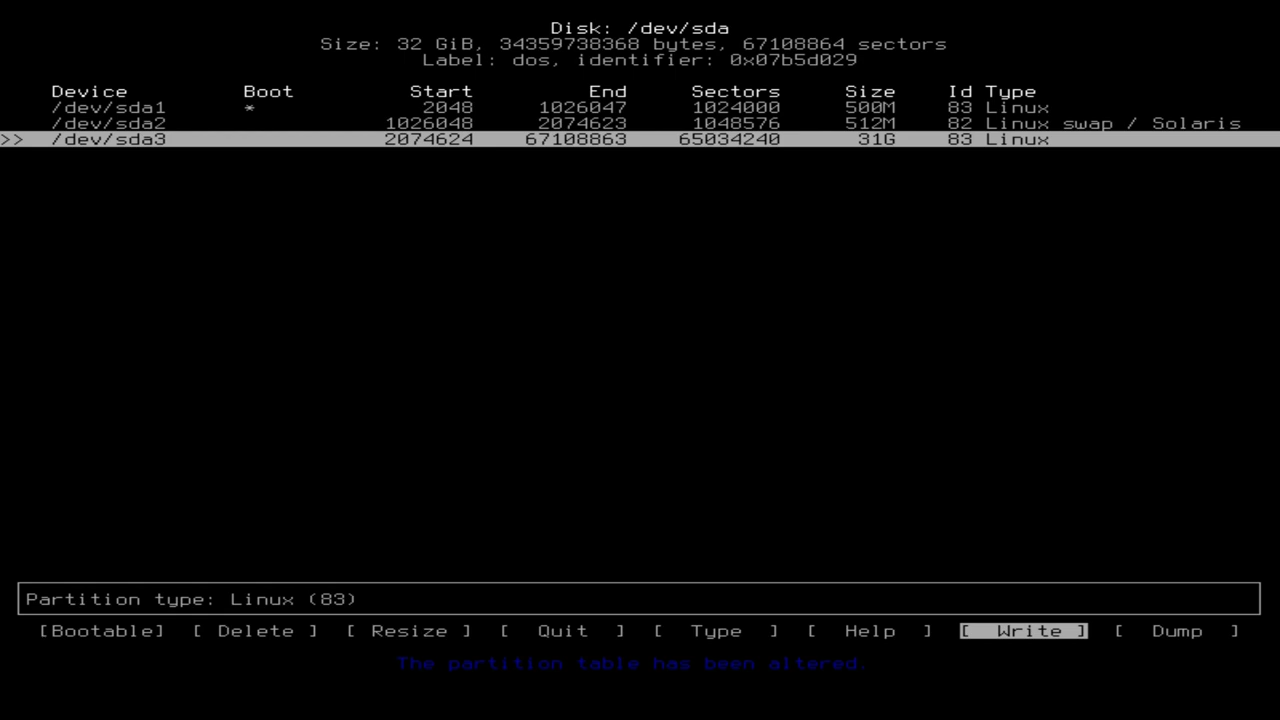 Disk: /dev/sda
Size: 32 GiB, 34359738368 bytes, 67108864 sectors
Label: dos, identifier: 0x07b5d029
Device Boot Start End Sectors Size Id Type
/dev/sda1 * 2048 1026047 1024000 500M 83 Linux
/dev/sda2 1026048 2074623 1048576 512M 82 Linux swap / Solaris
>> /dev/sda3 2074624 67108863 65034240 31G 83 Linux
Partition type: Linux (83)
[Bootable] [ Delete ] [ Resize ] [ Quit ] [ Type ] [ Help ] [ Write ] [ Dump ]
The partition table has been altered.